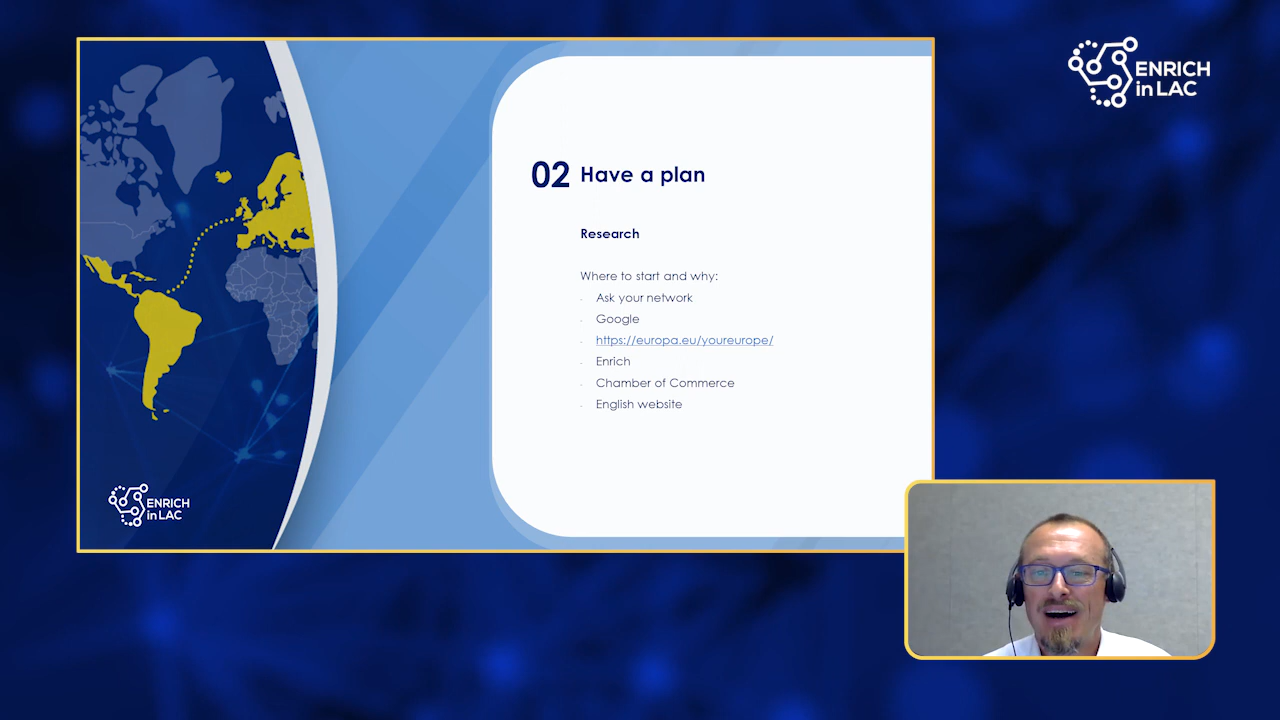 ENRICH
in LAC
02 Have a plan
Research
Where to start and why:
- Ask your network
- Google
- https://europa.eu/youreurope/
- Enrich
- Chamber of Commerce
- English website
ENRICH
in LAC